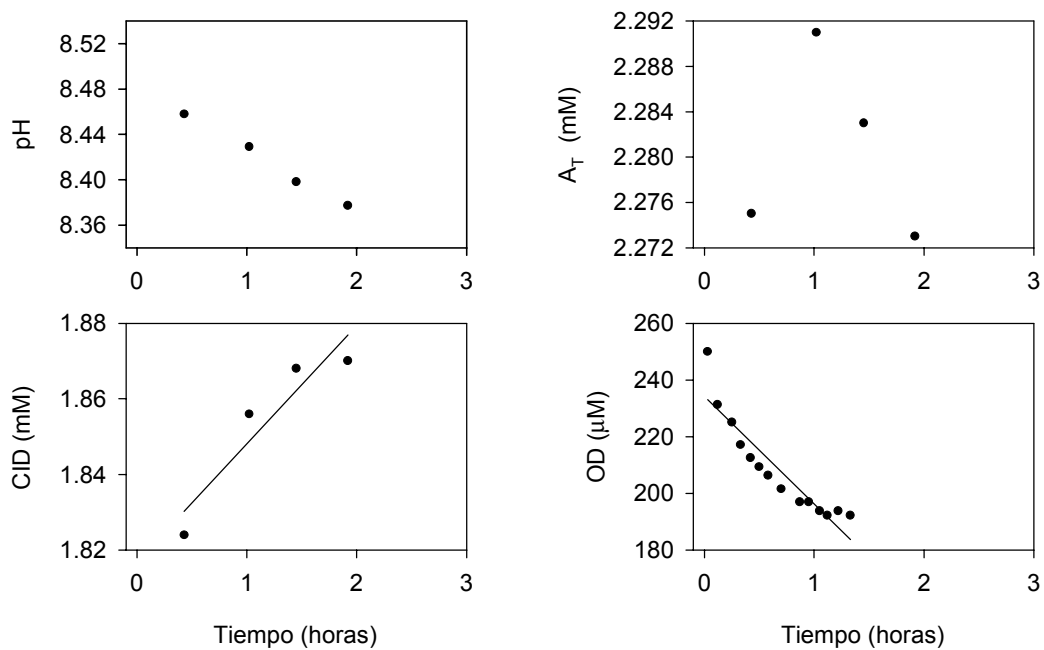 8.52
8.48
8.44
8.40
8.36
pH
0 1 2 3
2.292
2.288
2.284
2.280
2.276
2.272
A_T (mM)
0 1 2 3
1.88
1.86
1.84
1.82
CID (mM)
0 1 2 3
Tiempo (horas)
260
240
220
200
180
OD (μM)
0 1 2 3
Tiempo (horas)